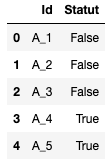 Id Statut
0 A_1 False
1 A_2 False
2 A_3 False
3 A_4 True
4 A_5 True